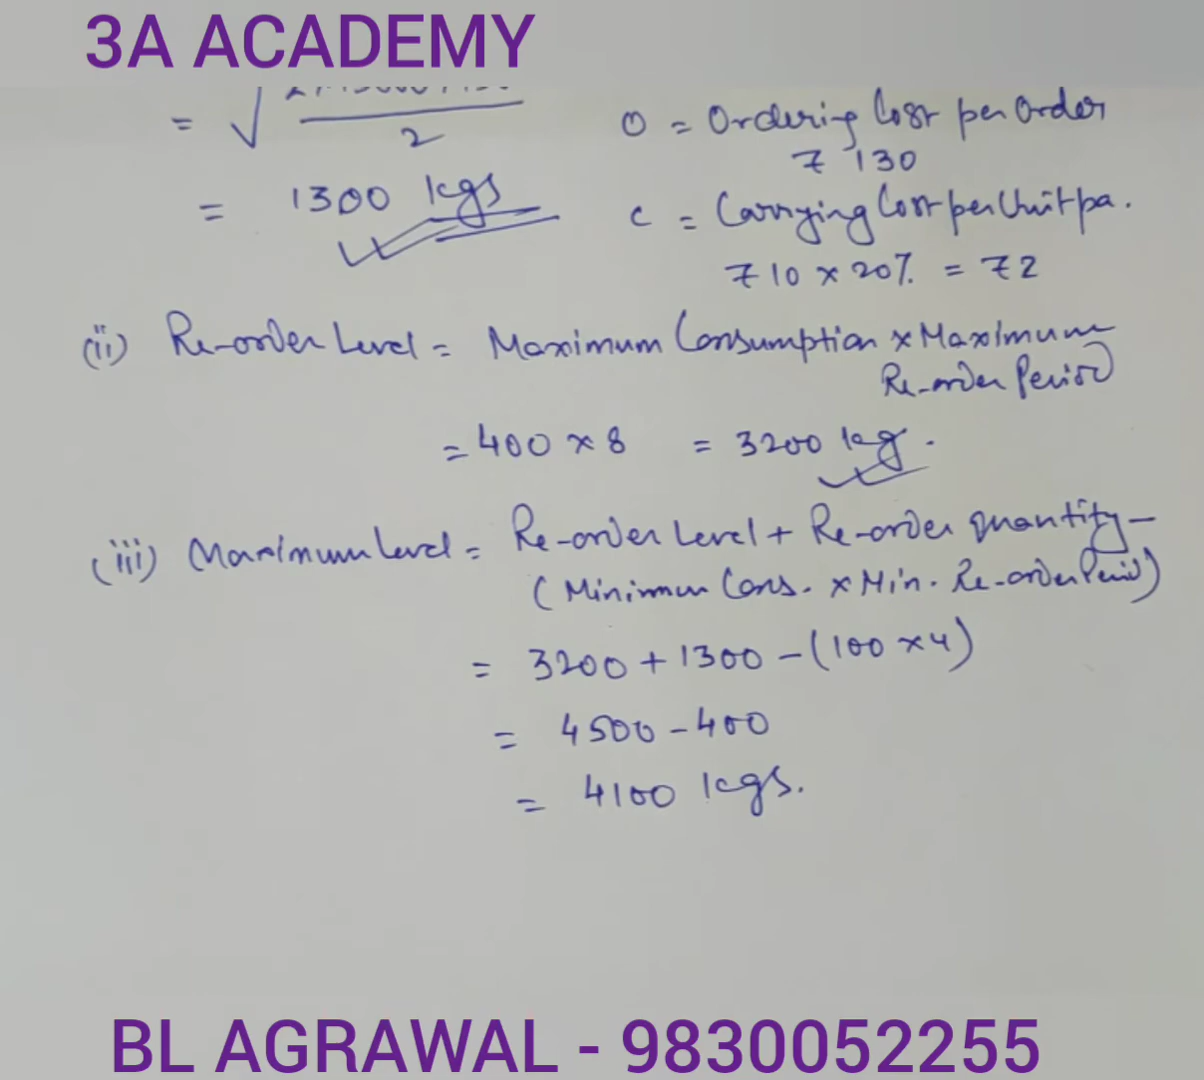 3A ACADEMY
= √
2
O = Ordering Cost per Order
₹ 130
= 1300 kgs
C = Carrying Cost per Unit pa.
₹10 x 20% = ₹2
(ii) Re-order Level = Maximum Consumption x Maximum
Re-order Period
= 400 x 8 = 3200 kg.
(iii) Maximum Level = Re-order Level + Re-order quantity -
(Minimum Cons. x Min. Re-order Period)
= 3200 + 1300 - (100 x 4)
= 4500 - 400
= 4100 kgs.
BL AGRAWAL - 9830052255